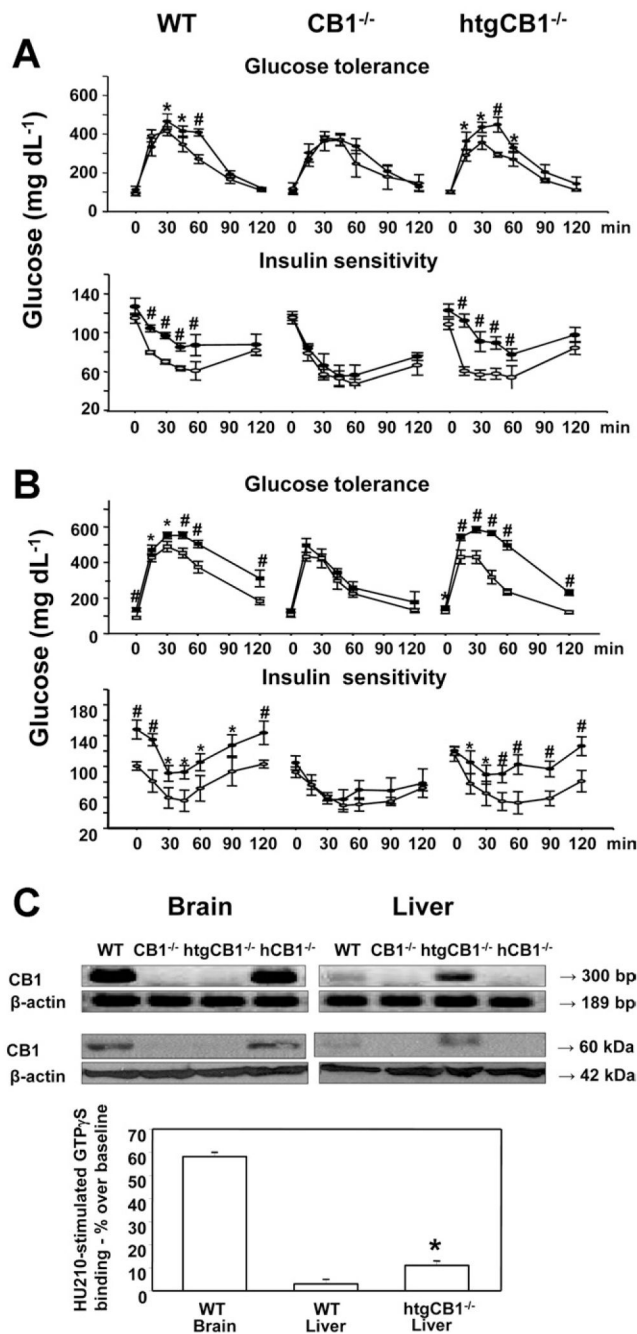 WT CB1-/- htgCB1-/-
A
Glucose tolerance
Glucose (mg dL-1)
600
400
200
0
* * # * * # *
0 30 60 90 120 0 30 60 90 120 0 30 60 90 120 min
Insulin sensitivity
140
100
60
20
# # # # # # # #
0 30 60 90 120 0 30 60 90 120 0 30 60 90 120 min
B
Glucose tolerance
Glucose (mg dL-1)
600
400
200
0
# * * # # # * # # # # #
0 30 60 90 120 0 30 60 90 120 0 30 60 90 120 min
Insulin sensitivity
180
140
100
60
20
# # * * * * # * * # # # #
0 30 60 90 120 0 30 60 90 120 0 30 60 90 120 min
C
Brain Liver
WT CB1-/- htgCB1-/- hCB1-/- WT CB1-/- htgCB1-/- hCB1-/-
CB1 → 300 bp
β-actin → 189 bp
CB1 → 60 kDa
β-actin → 42 kDa
HU210-stimulated GTPγS
binding - % over baseline
70
60
50
40
30
20
10
0
*
WT WT htgCB1-/-
Brain Liver Liver